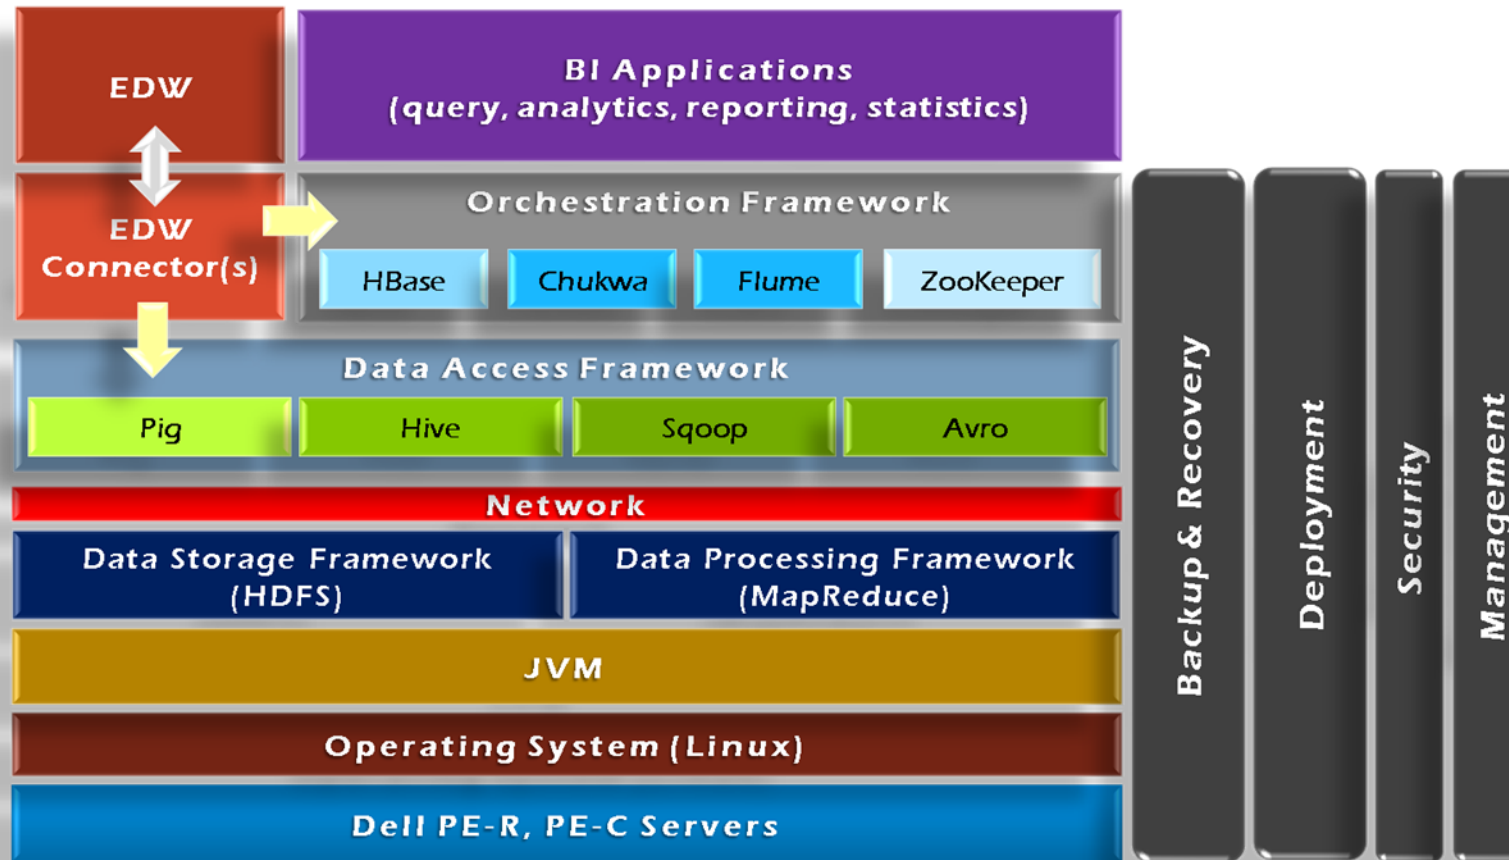 EDW
BI Applications
(query, analytics, reporting, statistics)
EDW
Connector(s)
Orchestration Framework
HBase
Chukwa
Flume
ZooKeeper
Data Access Framework
Pig
Hive
Sqoop
Avro
Network
Data Storage Framework
(HDFS)
Data Processing Framework
(MapReduce)
JVM
Operating System (Linux)
Dell PE-R, PE-C Servers
Backup & Recovery
Deployment
Security
Management